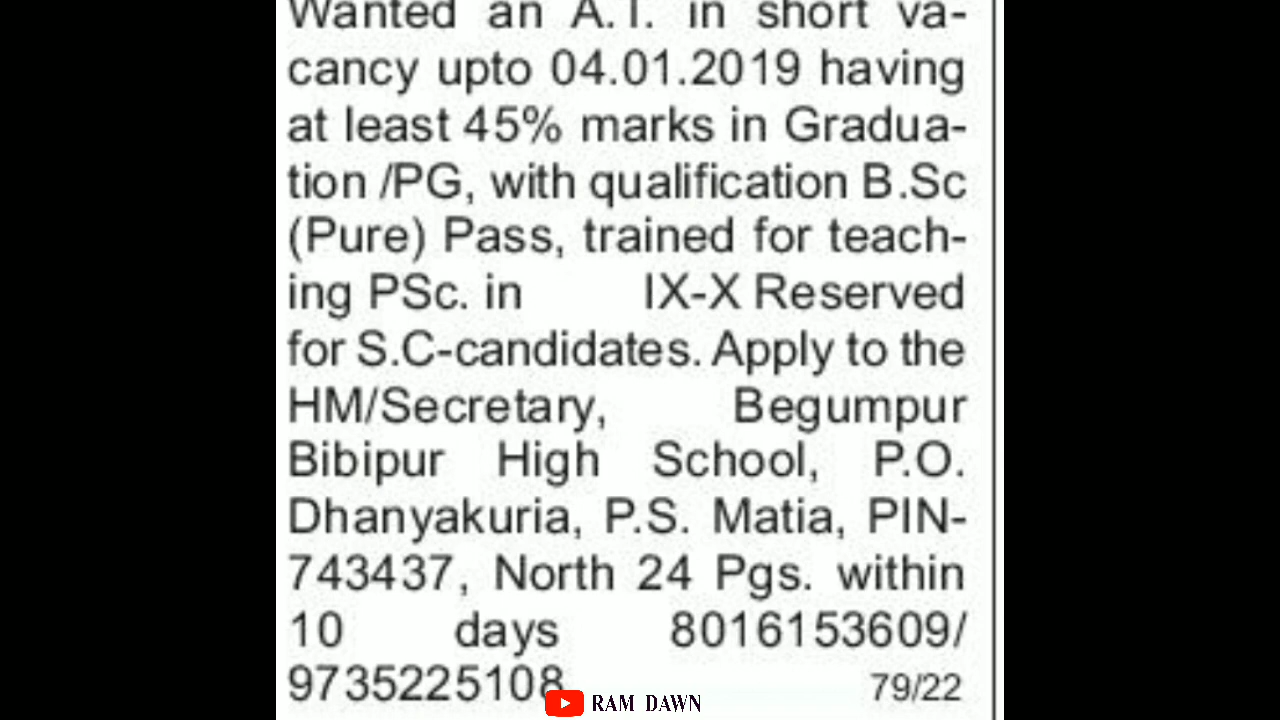 Wanted an A.T. in short va-
cancy upto 04.01.2019 having
at least 45% marks in Gradua-
tion /PG, with qualification B.Sc
(Pure) Pass, trained for teach-
ing PSc. in IX-X Reserved
for S.C-candidates. Apply to the
HM/Secretary, Begumpur
Bibipur High School, P.O.
Dhanyakuria, P.S. Matia, PIN-
743437, North 24 Pgs. within
10 days 8016153609/
9735225108 79/22
RAM DAWN